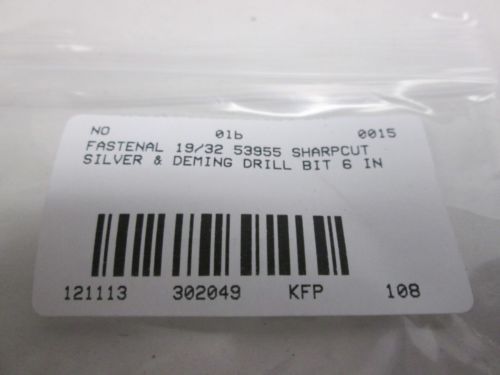 NO 01b 0015
FASTENAL 19/32 53955 SHARPCUT
SILVER & DEMING DRILL BIT 6 IN
121113 302049 KFP 108